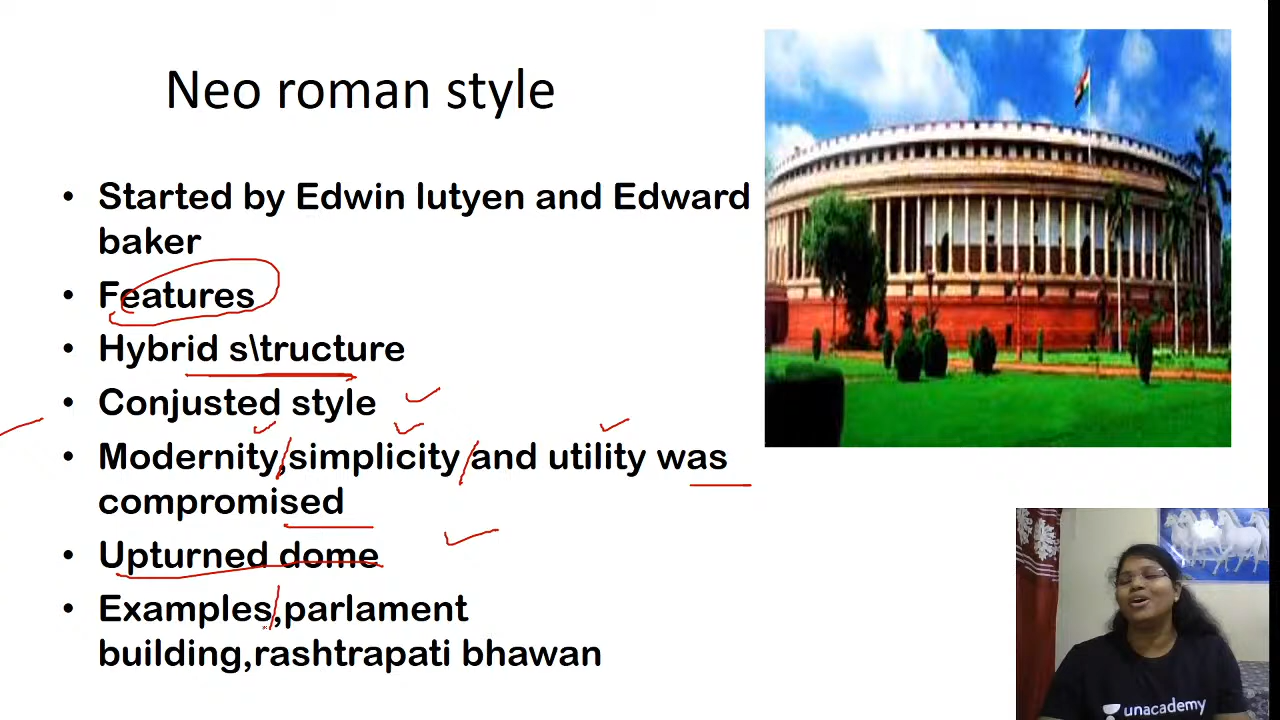 Neo roman style
• Started by Edwin lutyen and Edward
baker
• Features
• Hybrid s\tructure
• Conjusted style
• Modernity,simplicity and utility was
compromised
• Upturned dome
• Examples,parlament
building,rashtrapati bhawan
unacademy